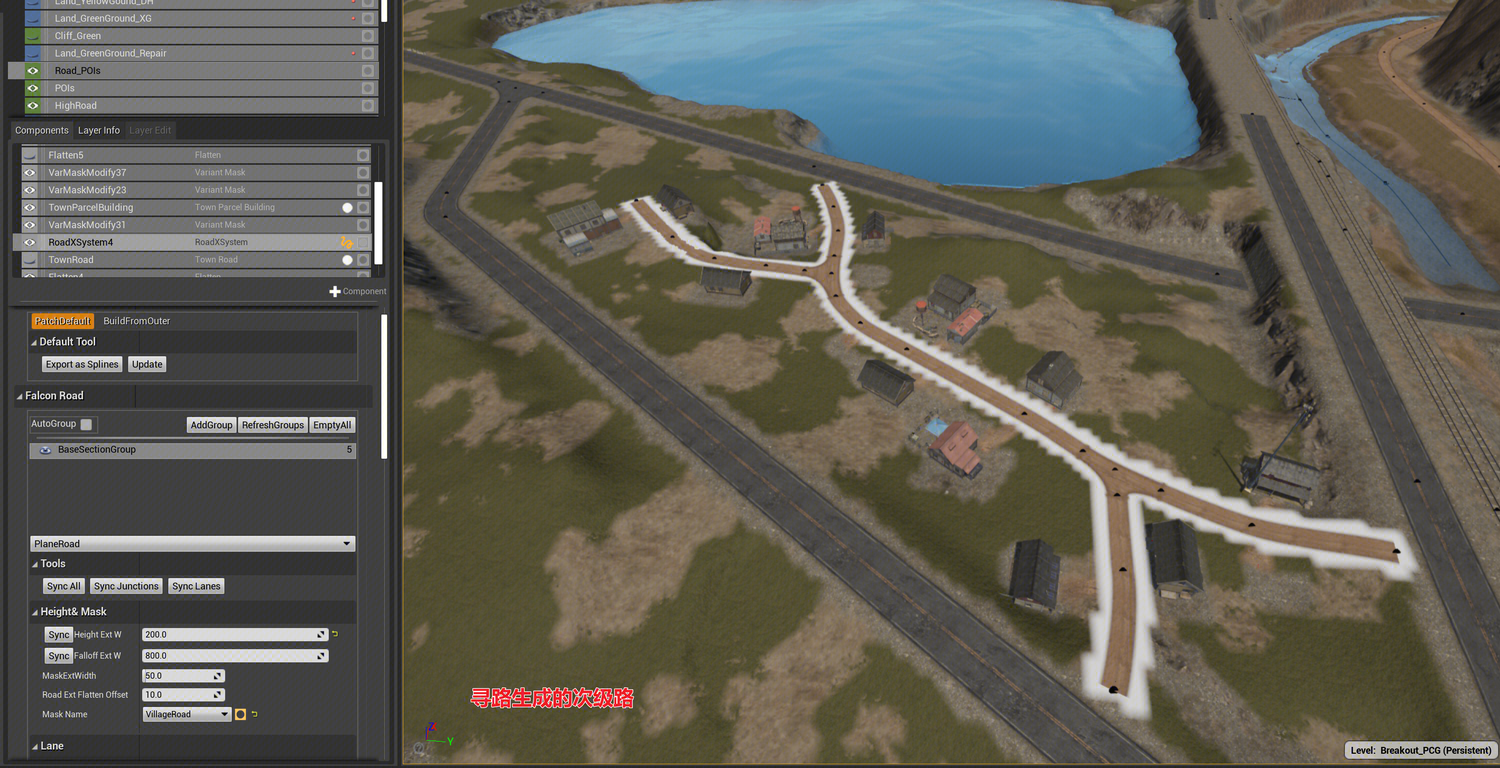 Land_YellowGound_DH
Land_GreenGround_XG
Cliff_Green
Land_GreenGround_Repair
Road_POIs
POIs
HighRoad
Components Layer Info Layer Edit
Flatten5 Flatten
VarMaskModify37 Variant Mask
VarMaskModify23 Variant Mask
TownParcelBuilding Town Parcel Building
VarMaskModify31 Variant Mask
RoadXSystem4 RoadXSystem
TownRoad Town Road
Flatten4 Flatten
Component
PatchDefault BuildFromOuter
Default Tool
Export as Splines Update
Falcon Road
AutoGroup AddGroup RefreshGroups EmptyAll
BaseSectionGroup 5
PlaneRoad
Tools
Sync All Sync Junctions Sync Lanes
Height& Mask
Sync Height Ext W 200.0
Sync Falloff Ext W 800.0
MaskExtWidth 50.0
Road Ext Flatten Offset 10.0
Mask Name VillageRoad
Lane
寻路生成的次级路
Z
Y
Level: Breakout_PCG (Persistent)